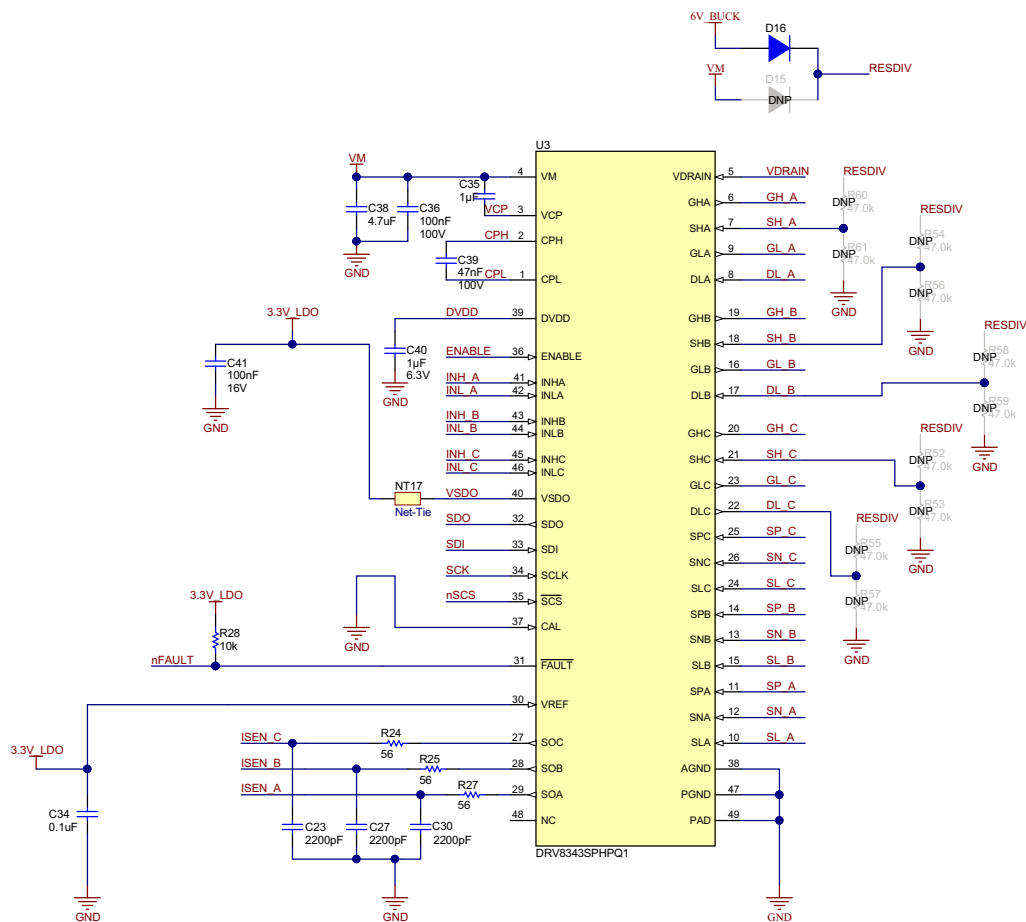 6V_BUCK
D16
RESDIV
VM
D15
DNP
U3
VM
4 VM
VDRAIN 5 VDRAIN
RESDIV
C35
1µF
VCP
3 VCP
C38
4.7uF
C36
100nF
100V
GND
GHA 6 GH_A
DNP R60
47.0k
SHA 7 SH_A
RESDIV
CPH
2 CPH
C39
47nF
100V
CPL
1 CPL
GLA 9 GL_A
DNP R61
47.0k
DNP R54
47.0k
DLA 8 DL_A
GND
DNP R56
47.0k
GND
3.3V_LDO
DVDD
39 DVDD
C40
1µF
6.3V
GND
GHB 19 GH_B
RESDIV
SHB 18 SH_B
C41
100nF
16V
GND
ENABLE
36 ENABLE
GLB 16 GL_B
DNP R58
47.0k
INH_A
41 INHA
INL_A
42 INLA
DLB 17 DL_B
DNP R59
47.0k
GND
INH_B
43 INHB
INL_B
44 INLB
GHC 20 GH_C
RESDIV
INH_C
45 INHC
INL_C
46 INLC
SHC 21 SH_C
DNP R52
47.0k
NT17
Net-Tie
VSDO
40 VSDO
GLC 23 GL_C
DNP R53
47.0k
GND
DLC 22 DL_C
RESDIV
SDO
32 SDO
SPC 25 SP_C
DNP R55
47.0k
SDI
33 SDI
SNC 26 SN_C
SCK
34 SCLK
SLC 24 SL_C
DNP R57
47.0k
GND
3.3V_LDO
nSCS
35 SCS
SPB 14 SP_B
GND
37 CAL
SNB 13 SN_B
R28
10k
nFAULT
31 FAULT
SLB 15 SL_B
SPA 11 SP_A
30 VREF
SNA 12 SN_A
3.3V_LDO
ISEN_C
R24
56
27 SOC
SLA 10 SL_A
ISEN_B
R25
56
28 SOB
AGND 38
ISEN_A
R27
56
29 SOA
PGND 47
C34
0.1uF
GND
C23
2200pF
C27
2200pF
C30
2200pF
GND
48 NC
PAD 49
GND
DRV8343SPHPQ1